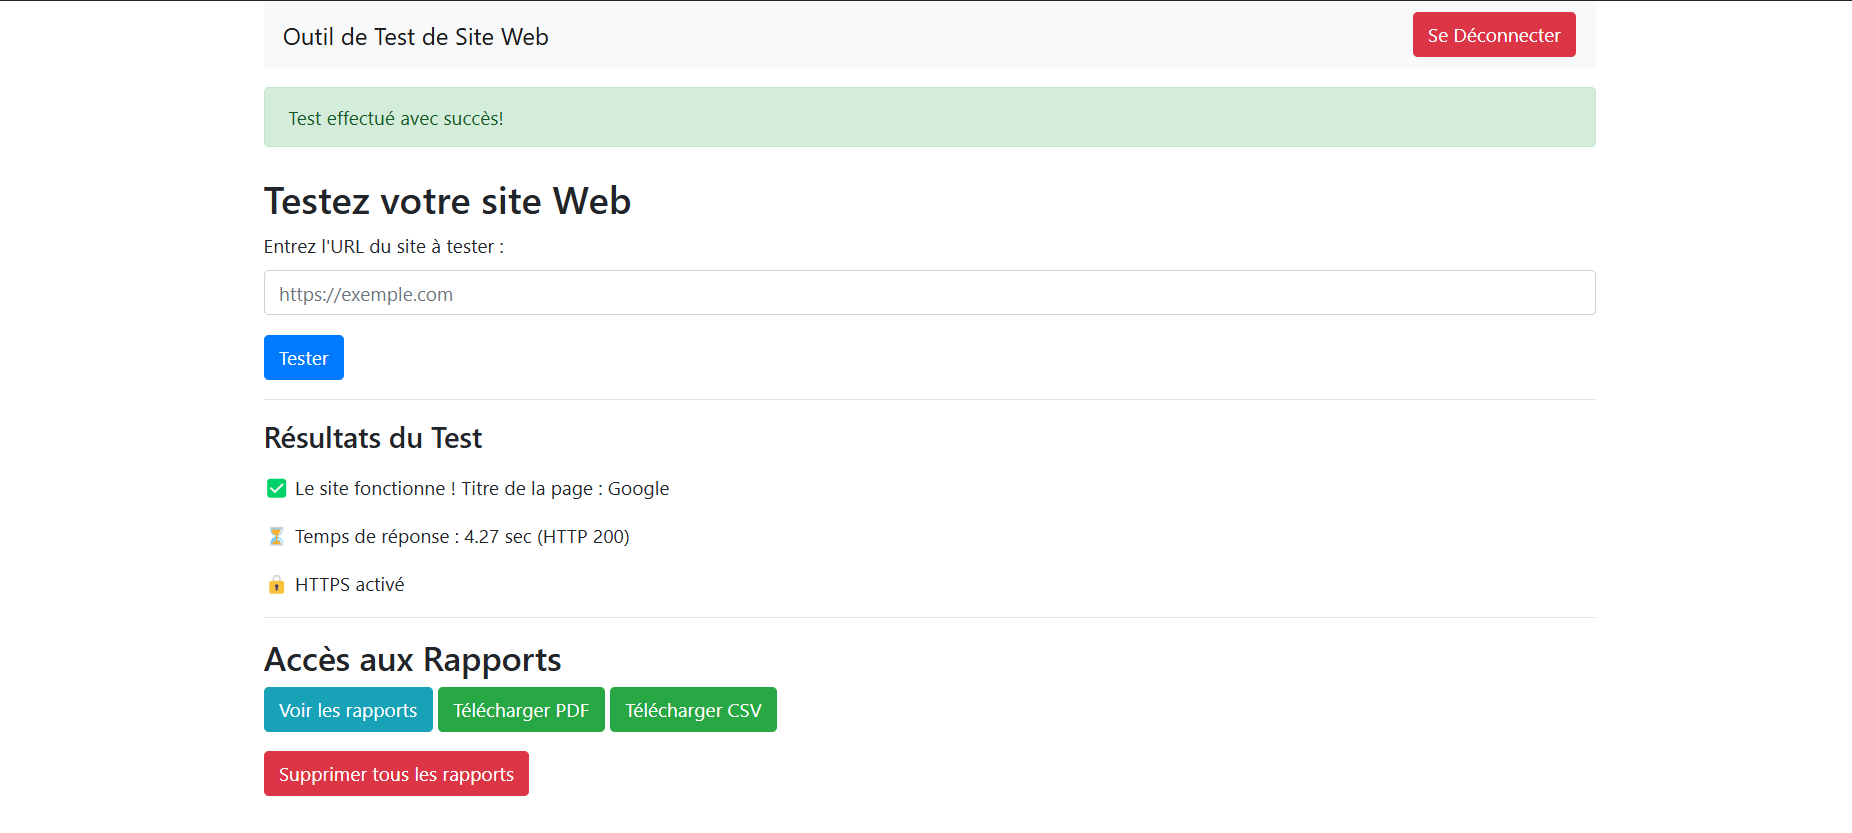 Outil de Test de Site Web
Se Déconnecter
Test effectué avec succès!
Testez votre site Web
Entrez l'URL du site à tester :
https://exemple.com
Tester
Résultats du Test
✅ Le site fonctionne ! Titre de la page : Google
⏳ Temps de réponse : 4.27 sec (HTTP 200)
🔒 HTTPS activé
Accès aux Rapports
Voir les rapports Télécharger PDF Télécharger CSV
Supprimer tous les rapports